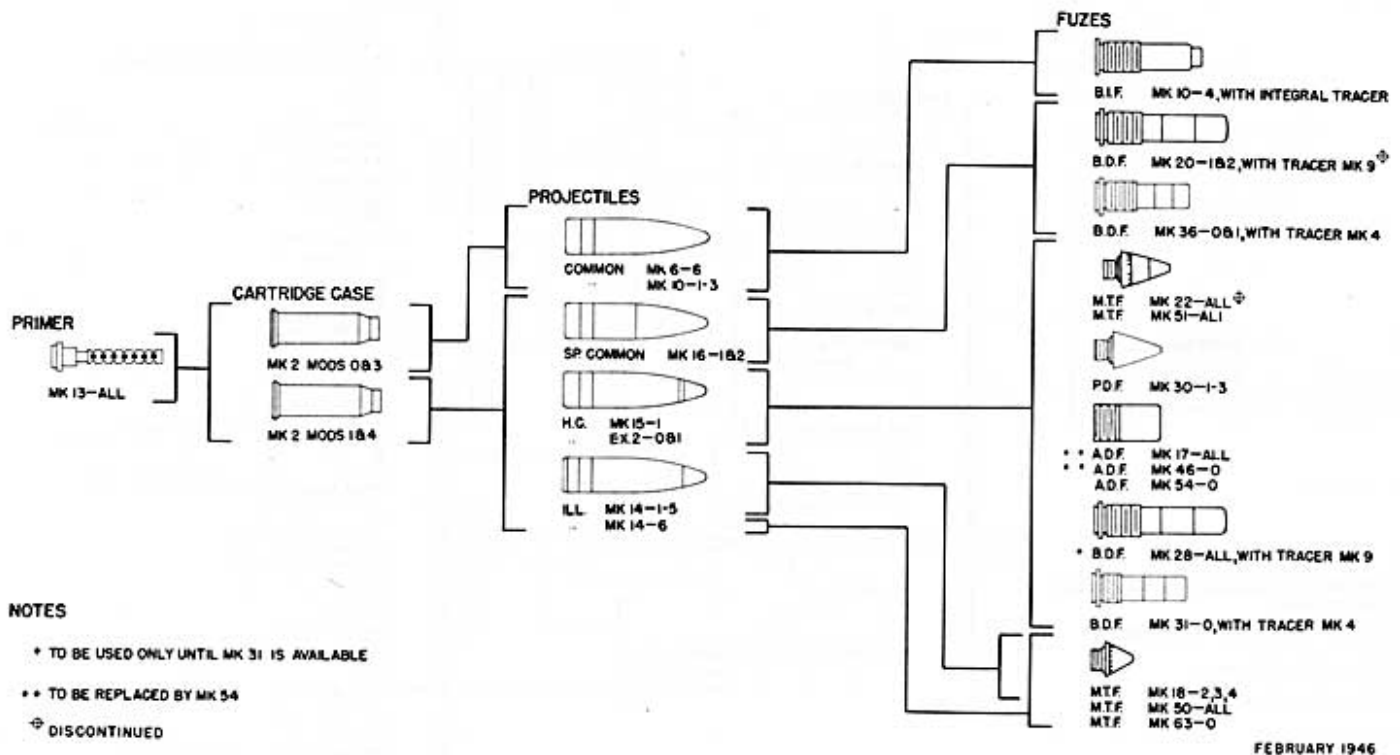 FUZES
B.I.F. MK 10-4, WITH INTEGRAL TRACER
B.D.F. MK 20-1&2, WITH TRACER MK 9 ⌖
B.D.F. MK 36-0&1, WITH TRACER MK 4
M.T.F. MK 22-ALL ⌖
M.T.F. MK 51-ALL
P.D.F. MK 30-1-3
** A.D.F. MK 17-ALL
** A.D.F. MK 46-0
A.D.F. MK 54-0
* B.D.F. MK 28-ALL, WITH TRACER MK 9
B.D.F. MK 31-0, WITH TRACER MK 4
M.T.F. MK 18-2,3,4
M.T.F. MK 50-ALL
M.T.F. MK 63-0
PROJECTILES
COMMON MK 6-6
" MK 10-1-3
SP. COMMON MK 16-1&2
H.C. MK 15-1
" EX.2-0&1
ILL. MK 14-1-5
" MK 14-6
CARTRIDGE CASE
MK 2 MODS 0&3
MK 2 MODS 1&4
PRIMER
MK 13-ALL
NOTES
* TO BE USED ONLY UNTIL MK 31 IS AVAILABLE
** TO BE REPLACED BY MK 54
⌖ DISCONTINUED
FEBRUARY 1946